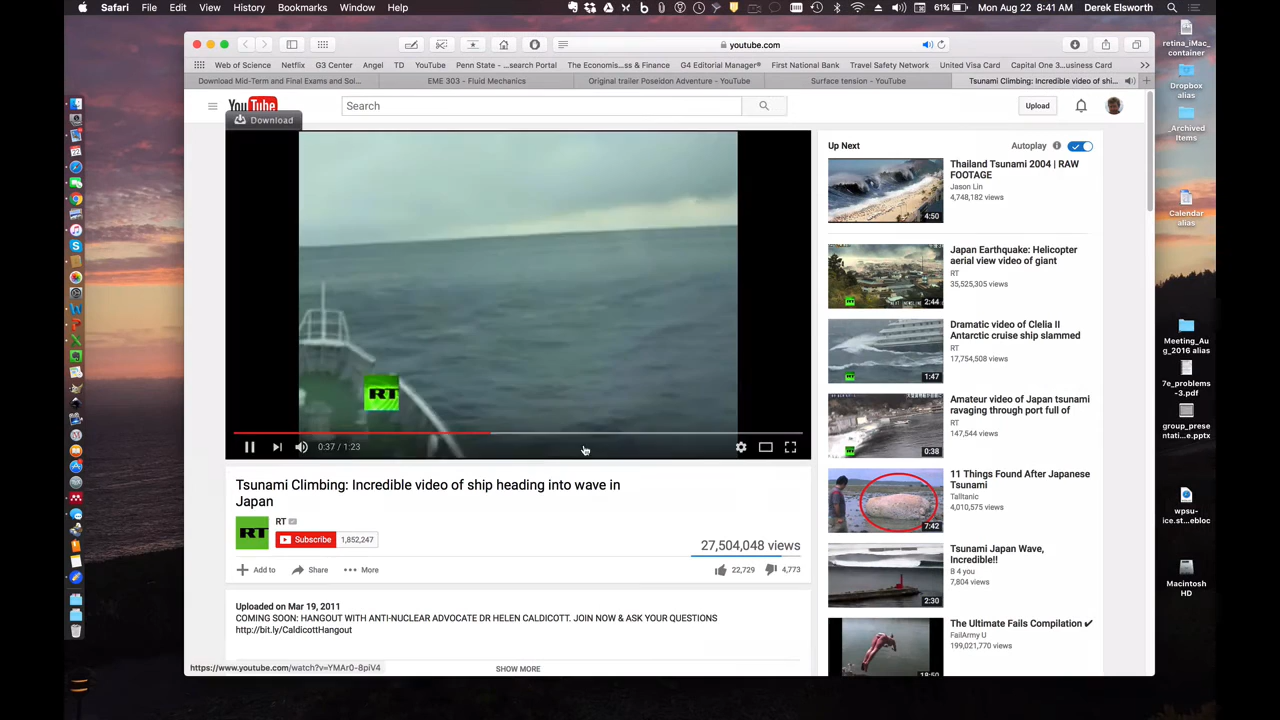 Safari File Edit View History Bookmarks Window Help
61% Mon Aug 22 8:41 AM Derek Elsworth
youtube.com
Web of Science Netflix G3 Center Angel TD YouTube Penn State -...search Portal The Economis...ss & Finance G4 Editorial Manager® First National Bank Travel Safety Network United Visa Card Capital One 3...usiness Card
Download Mid-Term and Final Exams and Sol... EME 303 - Fluid Mechanics Original trailer Poseidon Adventure - YouTube Surface tension - YouTube Tsunami Climbing: Incredible video of shi...
YouTube
Search
Upload
Download
RT
0:37 / 1:23
Tsunami Climbing: Incredible video of ship heading into wave in
Japan
RT
RT
Subscribe 1,852,247
27,504,048 views
Add to Share More
22,729 4,773
Uploaded on Mar 19, 2011
COMING SOON: HANGOUT WITH ANTI-NUCLEAR ADVOCATE DR HELEN CALDICOTT. JOIN NOW & ASK YOUR QUESTIONS
http://bit.ly/CaldicottHangout
SHOW MORE
https://www.youtube.com/watch?v=YMAr0-8piV4
Up Next
Autoplay
Thailand Tsunami 2004 | RAW
FOOTAGE
Jason Lin
4,748,182 views
4:50
Japan Earthquake: Helicopter
aerial view video of giant
RT
35,525,305 views
2:44
Dramatic video of Clelia II
Antarctic cruise ship slammed
RT
17,754,508 views
1:47
Amateur video of Japan tsunami
ravaging through port full of
RT
147,544 views
0:38
11 Things Found After Japanese
Tsunami
Talltanic
4,010,575 views
7:42
Tsunami Japan Wave,
Incredible!!
B 4 you
7,804 views
2:30
The Ultimate Fails Compilation ✔
FailArmy U
199,021,770 views
18:50
retina_iMac_
container
Dropbox
alias
_Archived
Items
Calendar
alias
Meeting_Au
g_2016 alias
7e_problems
-3.pdf
group_prese
ntati...e.pptx
wpsu-
ice.st...ebloc
Macintosh
HD